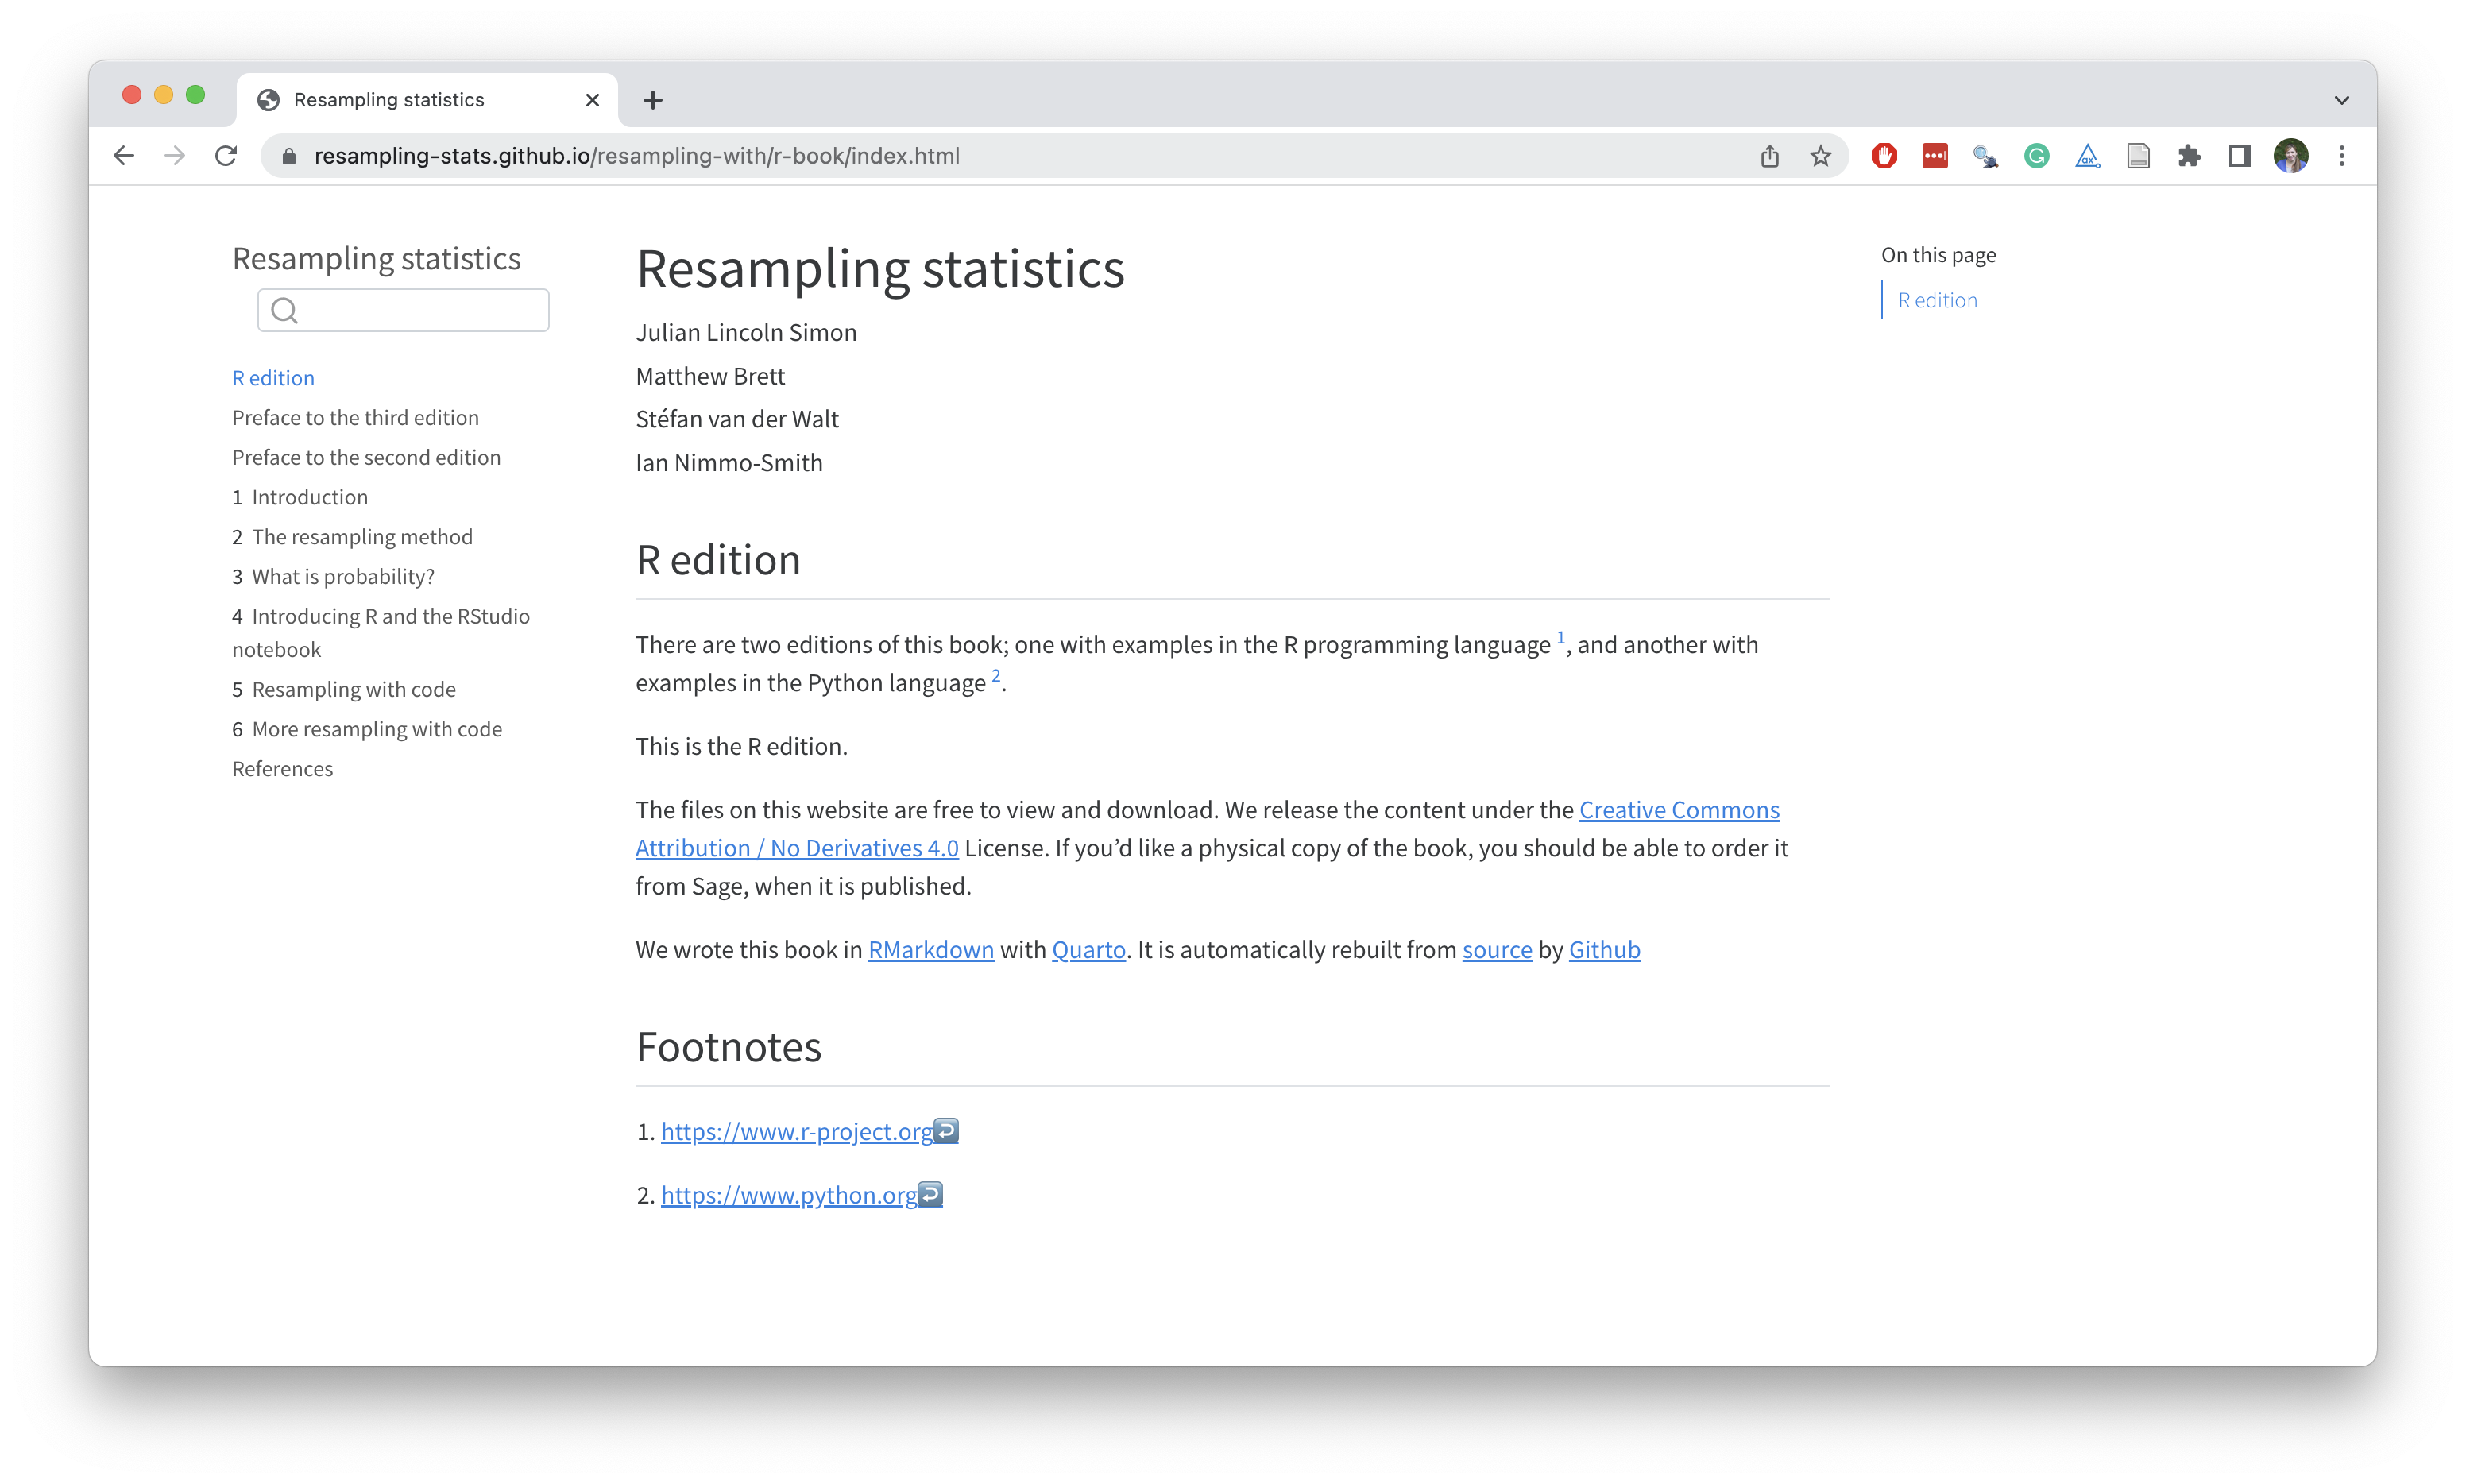 Resampling statistics
resampling-stats.github.io/resampling-with/r-book/index.html
Resampling statistics
R edition
Preface to the third edition
Preface to the second edition
1 Introduction
2 The resampling method
3 What is probability?
4 Introducing R and the RStudio
notebook
5 Resampling with code
6 More resampling with code
References
Resampling statistics
Julian Lincoln Simon
Matthew Brett
Stéfan van der Walt
Ian Nimmo-Smith
R edition
There are two editions of this book; one with examples in the R programming language 1, and another with
examples in the Python language 2.
This is the R edition.
The files on this website are free to view and download. We release the content under the Creative Commons
Attribution / No Derivatives 4.0 License. If you’d like a physical copy of the book, you should be able to order it
from Sage, when it is published.
We wrote this book in RMarkdown with Quarto. It is automatically rebuilt from source by Github
Footnotes
1. https://www.r-project.org
2. https://www.python.org
On this page
R edition